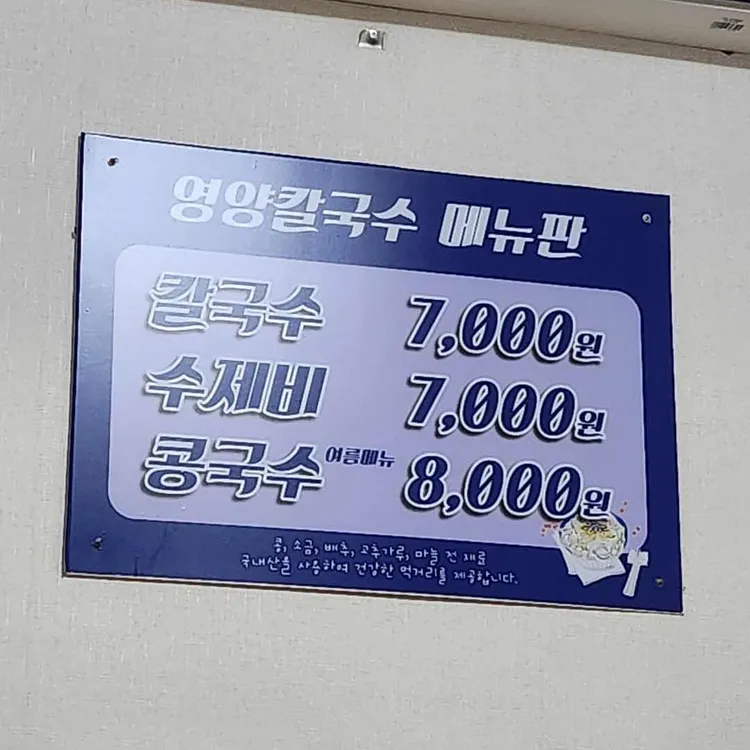 영양칼국수 메뉴판
칼국수 7,000원
수제비 7,000원
콩국수 여름메뉴 8,000원
콩, 소금, 배추, 고추가루, 마늘 전 재료
국내산을 사용하여 건강한 먹거리를 제공합니다.